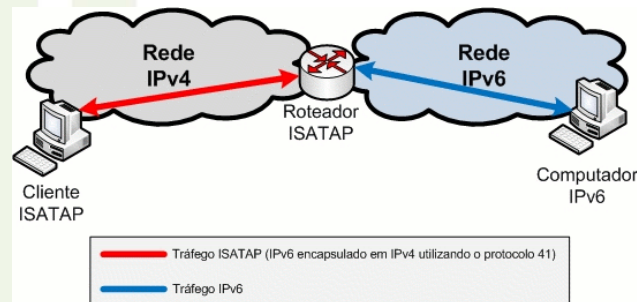 Rede
IPv4
Rede
IPv6
Roteador
ISATAP
Cliente
ISATAP
Computador
IPv6
Tráfego ISATAP (IPv6 encapsulado em IPv4 utilizando o protocolo 41)
Tráfego IPv6